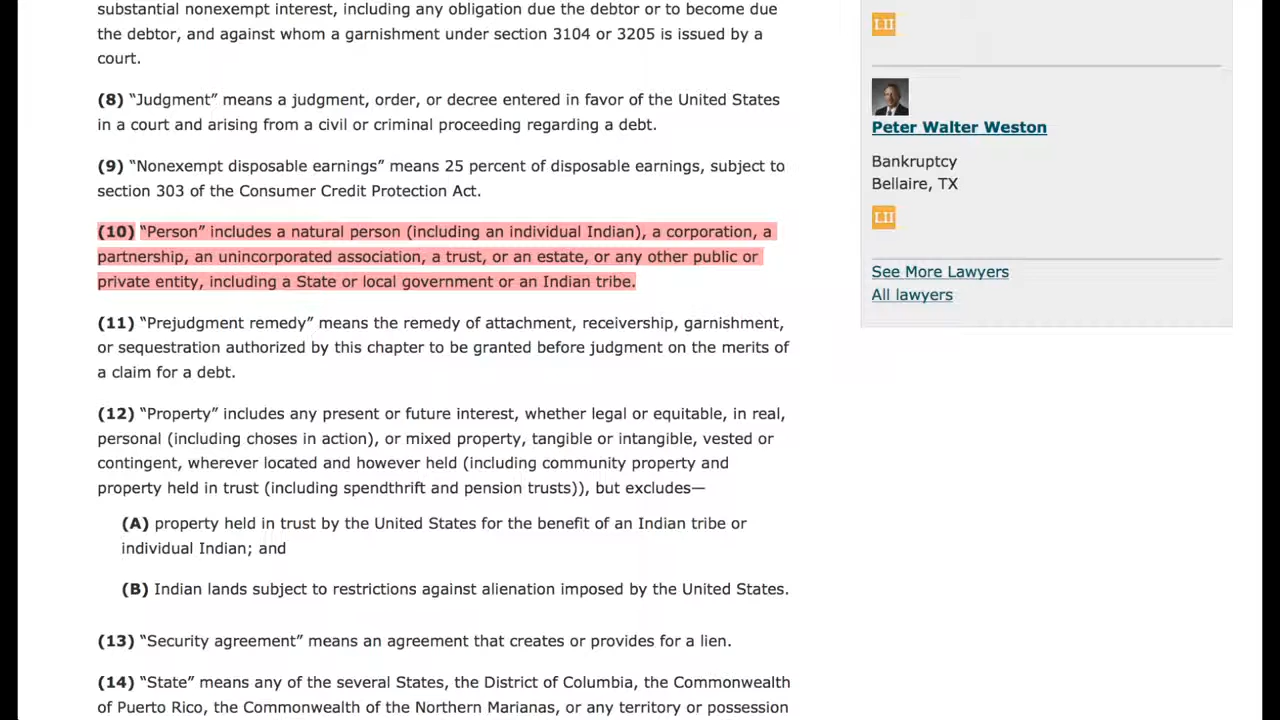 substantial nonexempt interest, including any obligation due the debtor or to become due
the debtor, and against whom a garnishment under section 3104 or 3205 is issued by a
court.
(8) “Judgment” means a judgment, order, or decree entered in favor of the United States
in a court and arising from a civil or criminal proceeding regarding a debt.
(9) “Nonexempt disposable earnings” means 25 percent of disposable earnings, subject to
section 303 of the Consumer Credit Protection Act.
(10) “Person” includes a natural person (including an individual Indian), a corporation, a
partnership, an unincorporated association, a trust, or an estate, or any other public or
private entity, including a State or local government or an Indian tribe.
(11) “Prejudgment remedy” means the remedy of attachment, receivership, garnishment,
or sequestration authorized by this chapter to be granted before judgment on the merits of
a claim for a debt.
(12) “Property” includes any present or future interest, whether legal or equitable, in real,
personal (including choses in action), or mixed property, tangible or intangible, vested or
contingent, wherever located and however held (including community property and
property held in trust (including spendthrift and pension trusts)), but excludes—
(A) property held in trust by the United States for the benefit of an Indian tribe or
individual Indian; and
(B) Indian lands subject to restrictions against alienation imposed by the United States.
(13) “Security agreement” means an agreement that creates or provides for a lien.
(14) “State” means any of the several States, the District of Columbia, the Commonwealth
of Puerto Rico, the Commonwealth of the Northern Marianas, or any territory or possession
LII
Peter Walter Weston
Bankruptcy
Bellaire, TX
LII
See More Lawyers
All lawyers